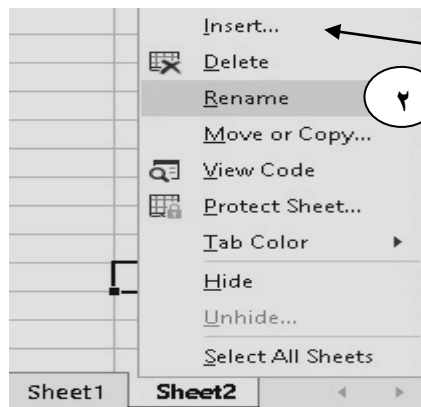 Insert...
Delete
Rename
٢
Move or Copy...
View Code
Protect Sheet...
Tab Color
Hide
Unhide...
Select All Sheets
Sheet1 Sheet2